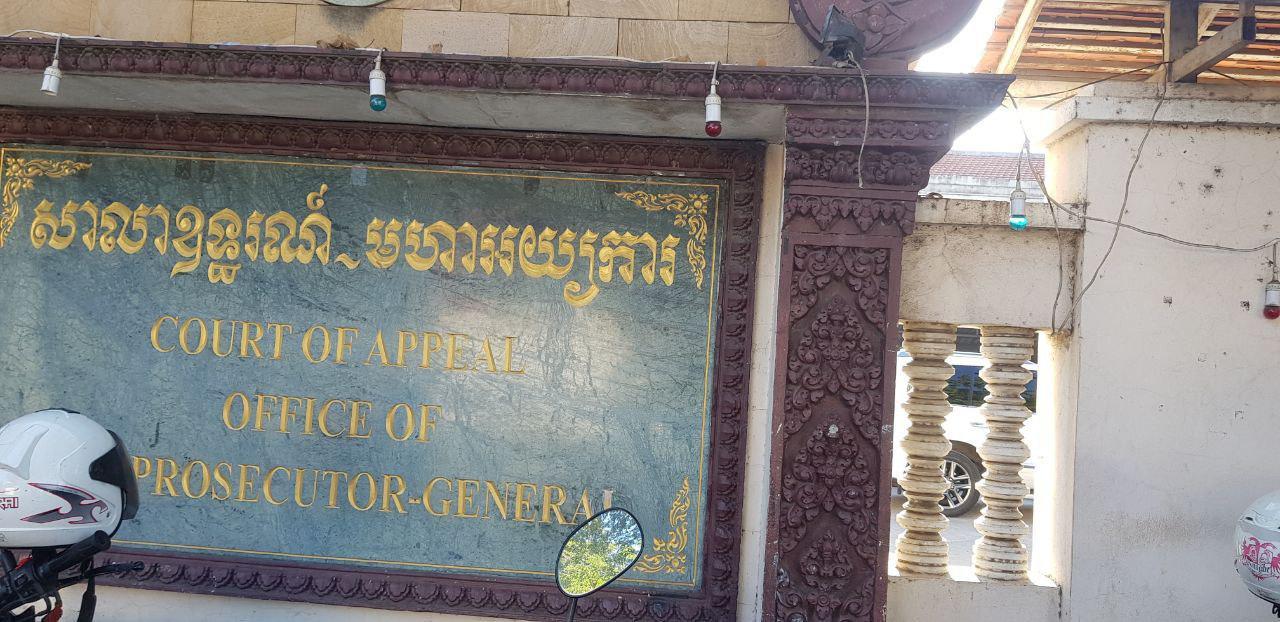 សាលាឧទ្ធរណ៍~មហាអយ្យការ
COURT OF APPEAL
OFFICE OF
PROSECUTOR-GENERAL